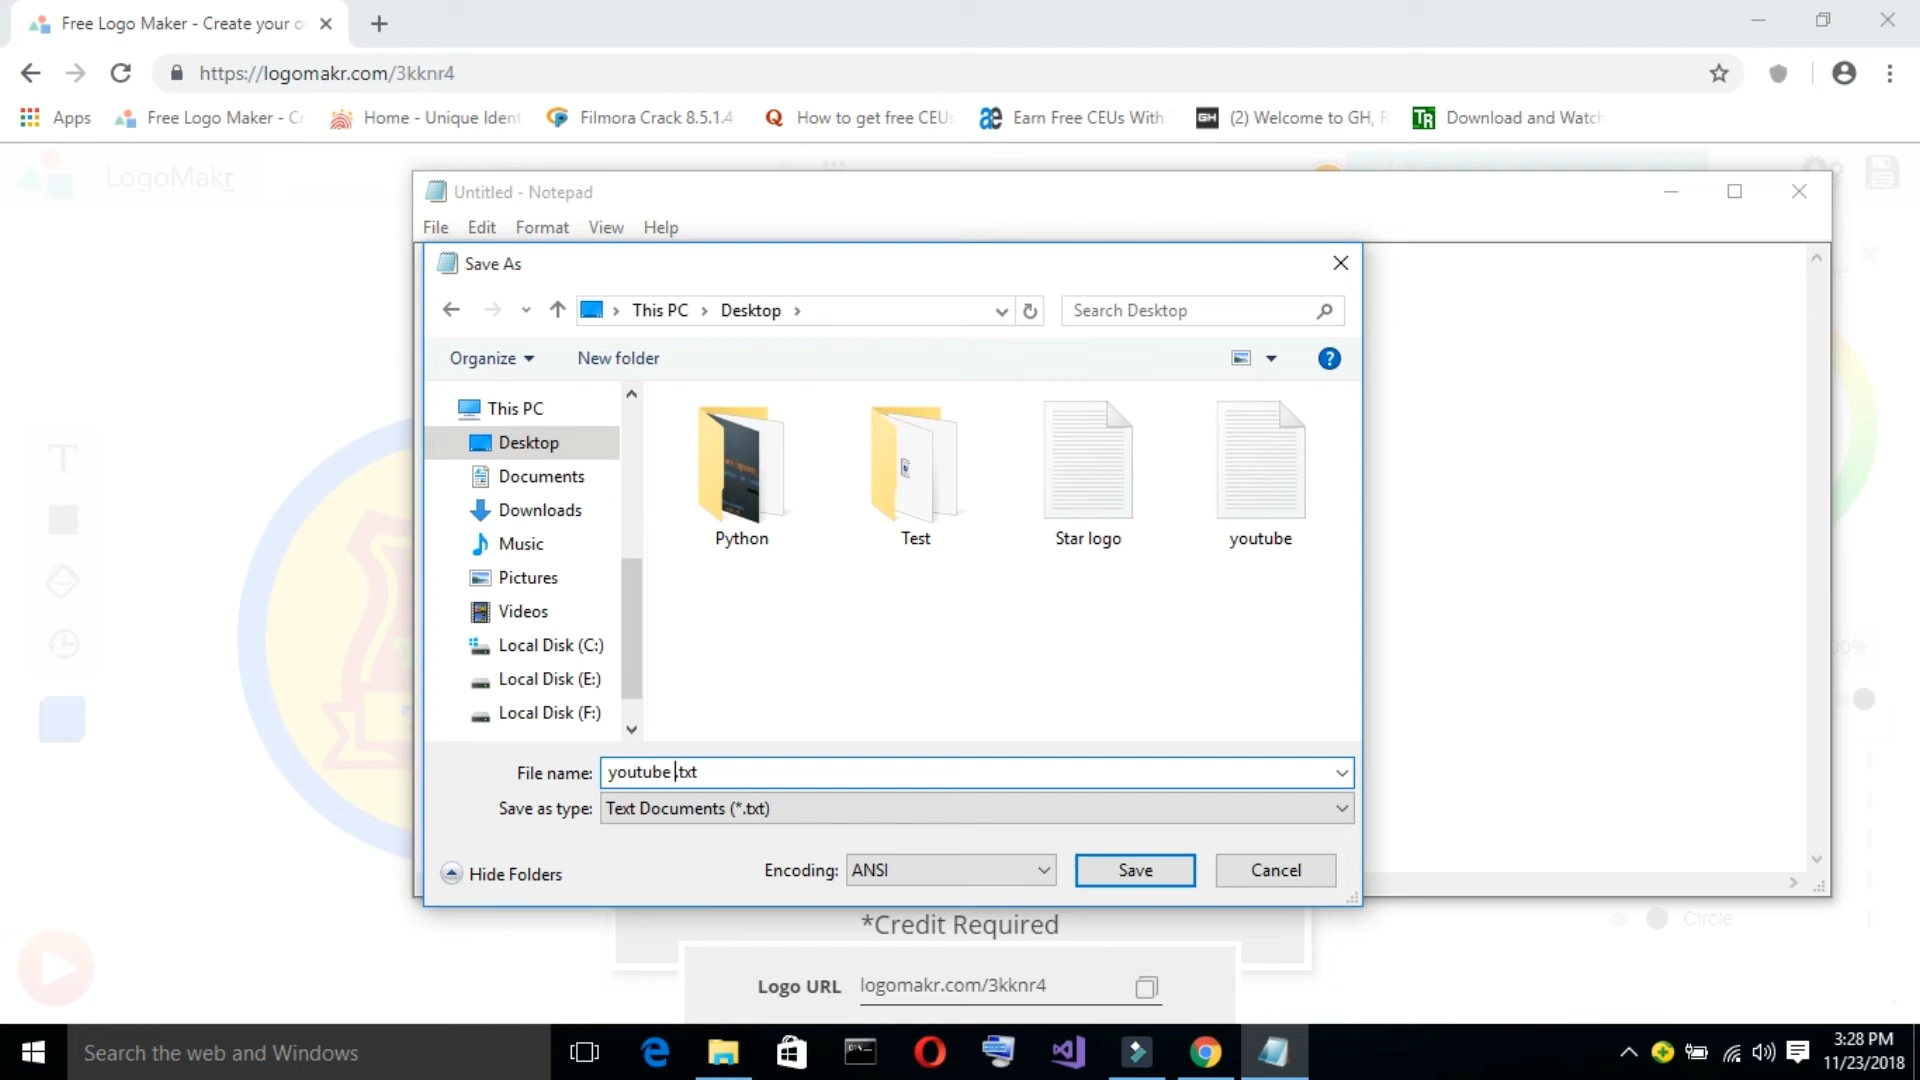 Free Logo Maker - Create your o
https://logomakr.com/3kknr4
Apps
Free Logo Maker - Cr
Home - Unique Ident
Filmora Crack 8.5.1.4
How to get free CEUs
Earn Free CEUs With
GH
(2) Welcome to GH, R
TR
Download and Watch
LogoMakr
Untitled - Notepad
File Edit Format View Help
Save As
This PC
Desktop
Search Desktop
Organize
New folder
This PC
Desktop
Documents
Downloads
Music
Pictures
Videos
Local Disk (C:)
Local Disk (E:)
Local Disk (F:)
Python
Test
Star logo
youtube
File name: youtube .txt
Save as type: Text Documents (*.txt)
Hide Folders
Encoding: ANSI
Save
Cancel
Circle
*Credit Required
Logo URL logomakr.com/3kknr4
Search the web and Windows
3:28 PM
11/23/2018